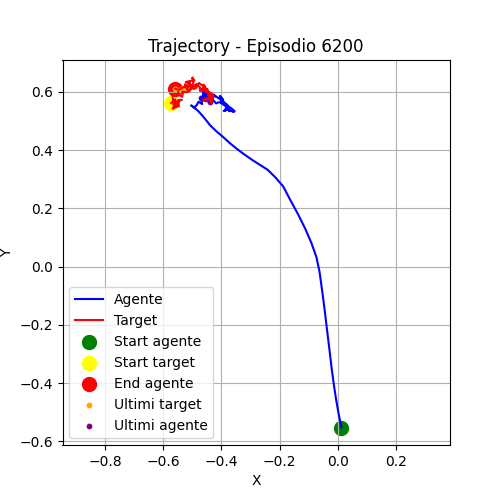 Trajectory - Episodio 6200
0.6
0.4
0.2
0.0
−0.2
−0.4
−0.6
Y
Agente
Target
Start agente
Start target
End agente
Ultimi target
Ultimi agente
−0.8
−0.6
−0.4
−0.2
0.0
0.2
X